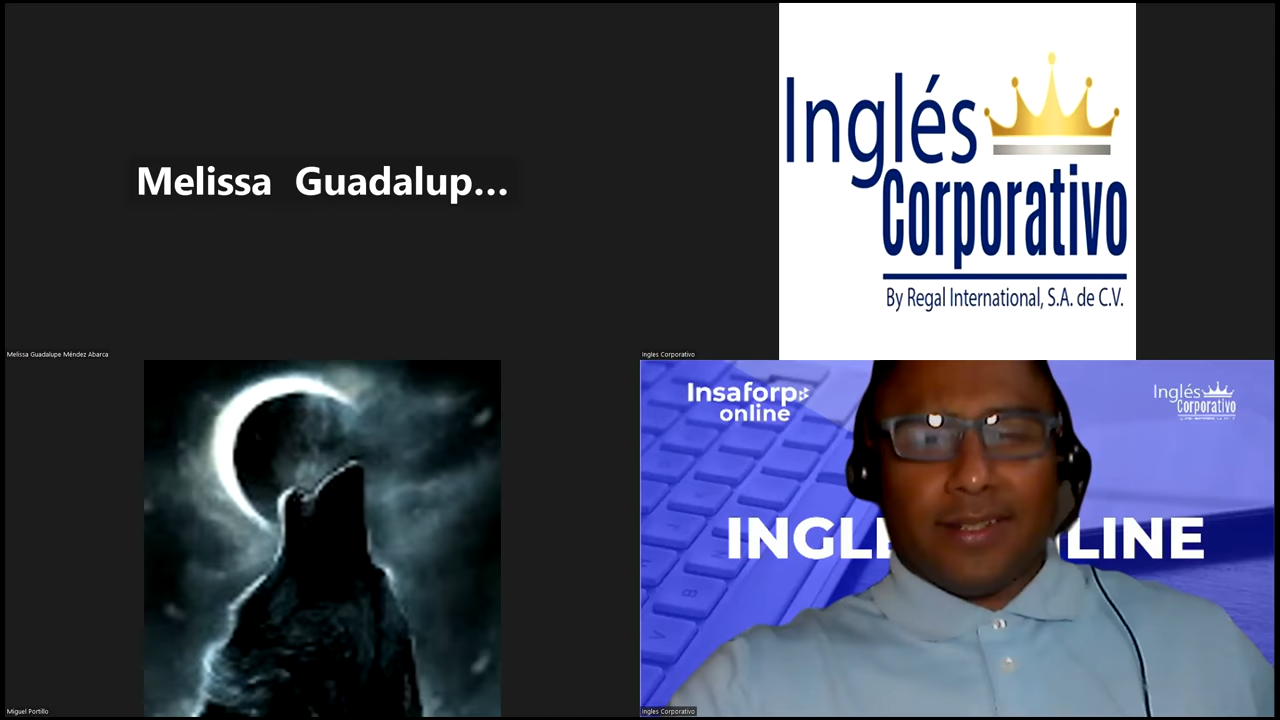 Melissa Guadalup...
Melissa Guadalupe Méndez Abarca
Inglés
Corporativo
By Regal International, S.A. de C.V.
Ingles Corporativo
Miguel Portillo
Insaforp
online
Inglés
Corporativo
INGL LINE
Ingles Corporativo